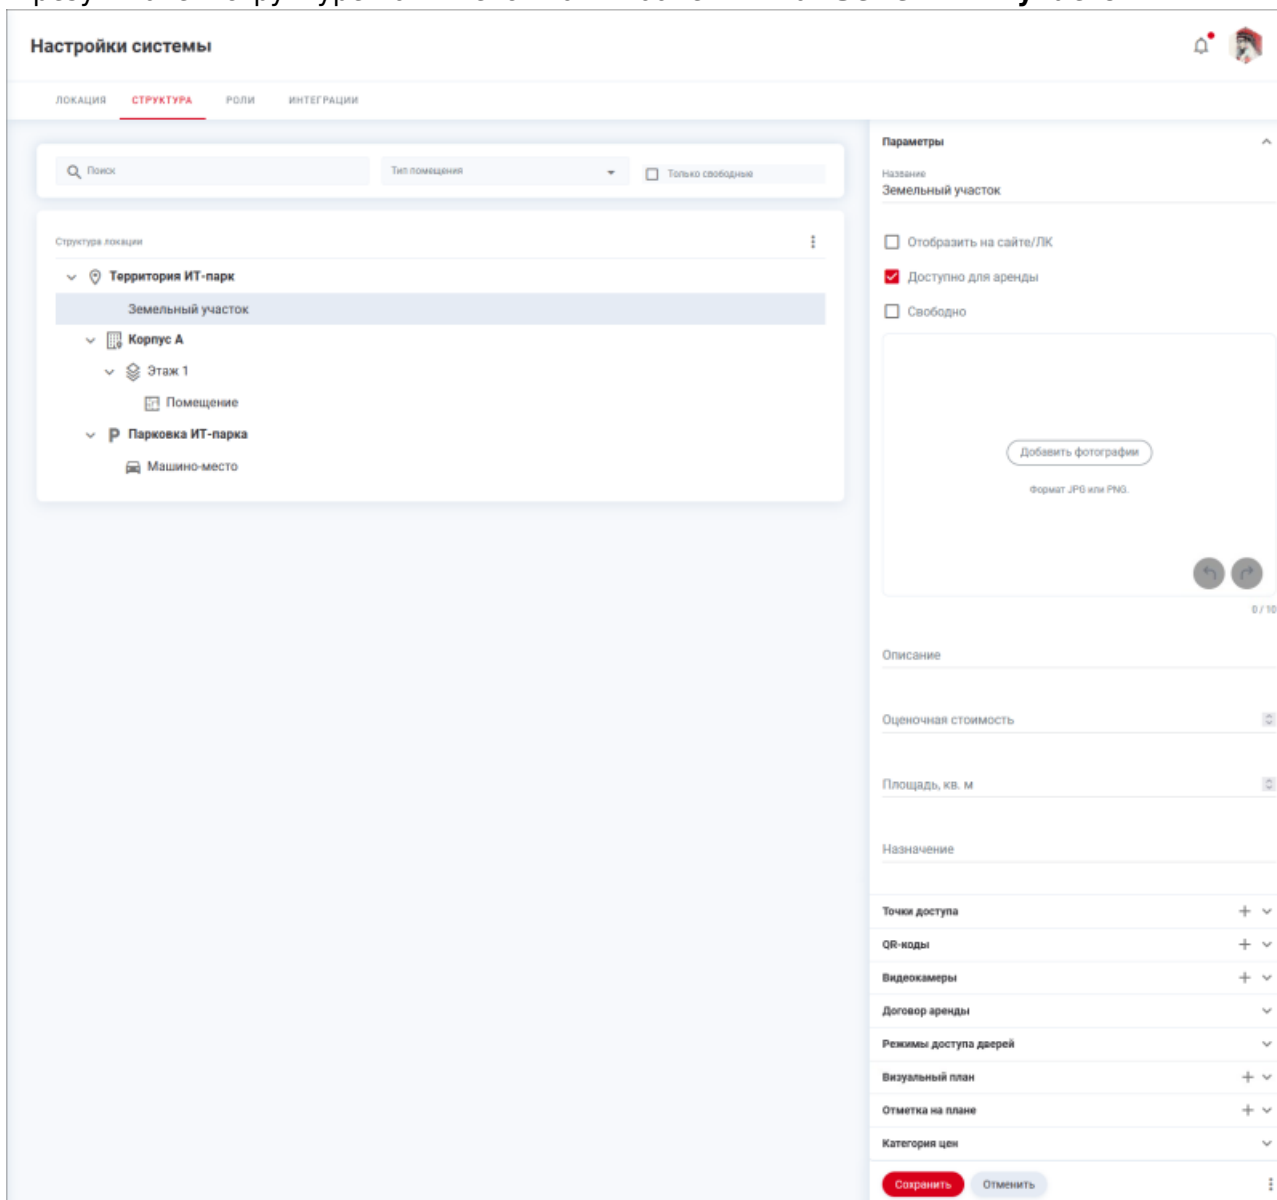 Настройки системы
ЛОКАЦИЯ СТРУКТУРА РОЛИ ИНТЕГРАЦИИ
Поиск
Тип помещения
Только свободные
Структура локации
Территория ИТ-парк
Земельный участок
Корпус А
Этаж 1
Помещение
P Парковка ИТ-парка
Машино-место
Параметры
Название
Земельный участок
Отобразить на сайте/ЛК
Доступно для аренды
Свободно
Добавить фотографии
Формат JPG или PNG.
0 / 10
Описание
Оценочная стоимость
Площадь, кв. м
Назначение
Точки доступа
QR-коды
Видеокамеры
Договор аренды
Режимы доступа дверей
Визуальный план
Отметка на плане
Категория цен
Сохранить Отменить